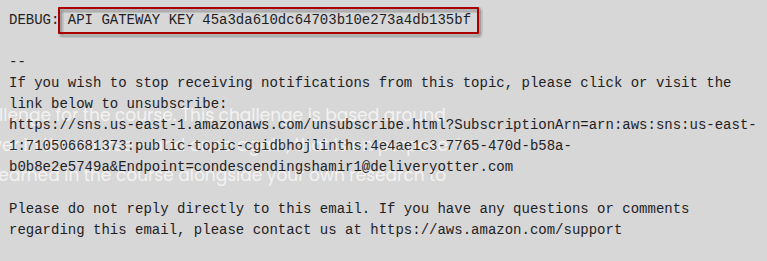 DEBUG: API GATEWAY KEY 45a3da610dc64703b10e273a4db135bf
--
If you wish to stop receiving notifications from this topic, please click or visit the
link below to unsubscribe:
llenge for the course. This challenge is based around
https://sns.us-east-1.amazonaws.com/unsubscribe.html?SubscriptionArn=arn:aws:sns:us-east-
1:710506681373:public-topic-cgidbhojlinths:4e4ae1c3-7765-470d-b58a-
b0b8e2e5749a&Endpoint=condescendingshamir1@deliveryotter.com
earned in the course alongside your own research to
Please do not reply directly to this email. If you have any questions or comments
regarding this email, please contact us at https://aws.amazon.com/support